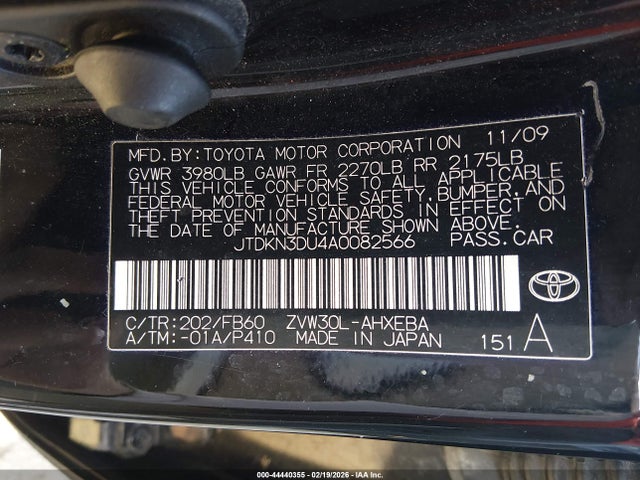 MFD.BY:TOYOTA MOTOR CORPORATION 11/09
GVWR 3980LB GAWR FR 2270LB RR 2175LB
THIS VEHICLE CONFORMS TO ALL APPLICABLE
FEDERAL MOTOR VEHICLE SAFETY, BUMPER, AND
THEFT PREVENTION STANDARDS IN EFFECT ON
THE DATE OF MANUFACTURE SHOWN ABOVE.
JTDKN3DU4A0082566 PASS.CAR
C/TR:202/FB60 ZVW30L-AHXEBA
A/TM:-01A/P410 MADE IN JAPAN 151 A
000-44440355 - 02/19/2026 - IAA Inc.